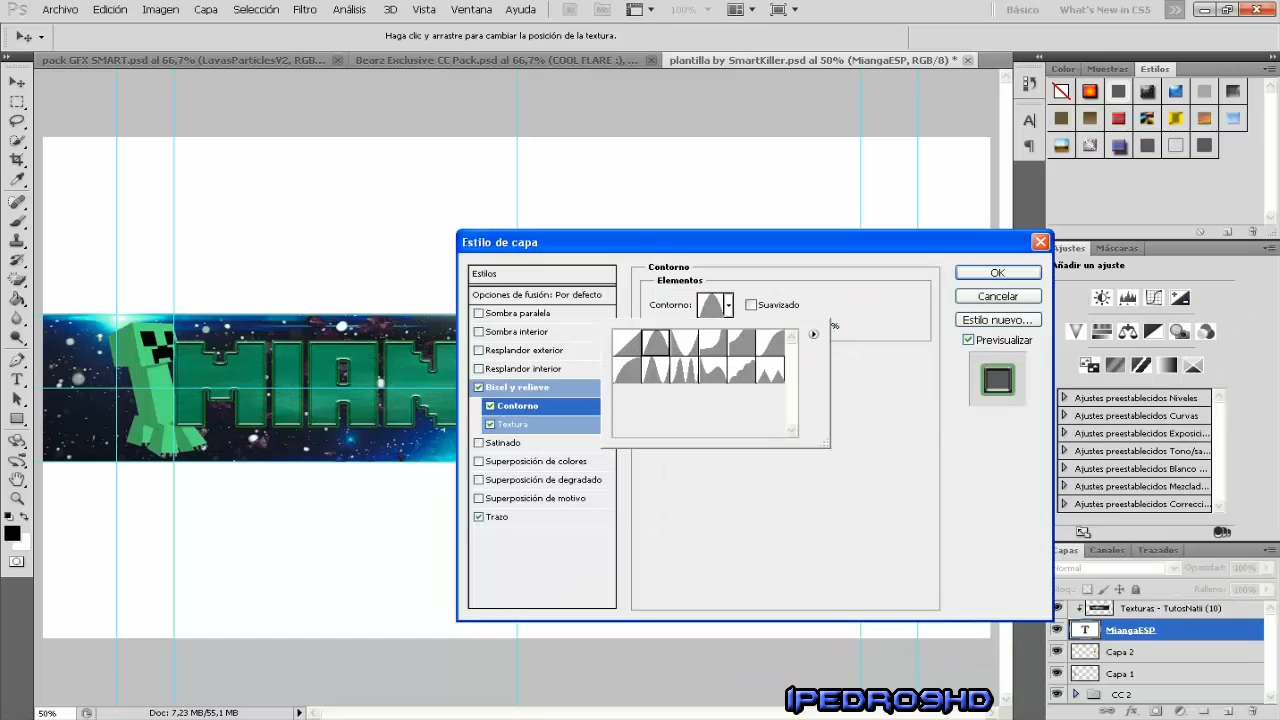 Ps Archivo Edición Imagen Capa Selección Filtro Análisis 3D Vista Ventana Ayuda 100% Básico What's New in CS5
Haga clic y arrastre para cambiar la posición de la textura.
pack GFX SMART.psd al 66,7% (LavasParticlesV2, RGB... Bearz Exclusive CC Pack.psd al 66,7% (COOL FLARE :), ... plantilla by SmartKiller.psd al 50% (MiangaESP, RGB/8) *
Color Muestras Estilos
Estilo de capa
Estilos
Opciones de fusión: Por defecto
Sombra paralela
Sombra interior
Resplandor exterior
Resplandor interior
Bisel y relieve
Contorno
Textura
Satinado
Superposición de colores
Superposición de degradado
Superposición de motivo
Trazo
Contorno
Elementos
Contorno:
Suavizado
%
OK
Cancelar
Estilo nuevo...
Previsualizar
Ajustes Máscaras
Añadir un ajuste
Ajustes preestablecidos Niveles
Ajustes preestablecidos Curvas
Ajustes preestablecidos Exposici...
Ajustes preestablecidos Tono/sa...
Ajustes preestablecidos Blanco ...
Ajustes preestablecidos Mezclad...
Ajustes preestablecidos Correcci...
Capas Canales Trazados
Normal Opacidad: 100%
Bloqu Relleno: 100%
Texturas - TutosNatii (10)
T MiangaESP
Capa 2
Capa 1
CC 2
50% Doc: 7,23 MB/55,1 MB
IPEDRO9HD